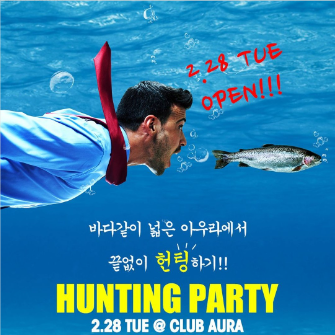 2.28 TUE
OPEN!!!
바다같이 넓은 아우라에서
끝없이 헌팅하기!!
HUNTING PARTY
2.28 TUE @ CLUB AURA